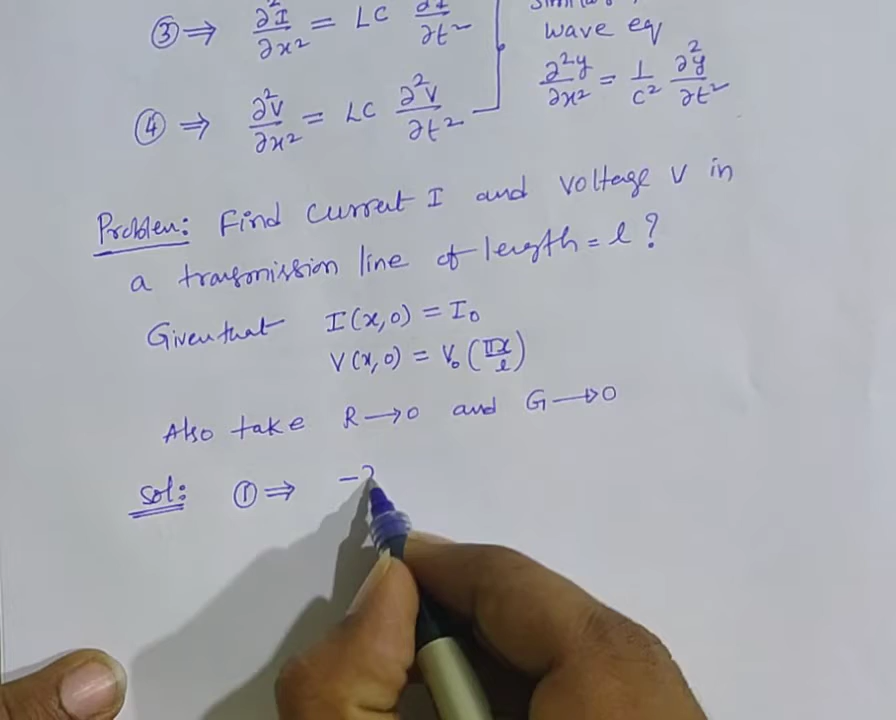 ③ ⇒ ∂²I/∂x² = LC ∂²I/∂t²
wave eq
∂²y/∂x² = 1/c² ∂²y/∂t²
④ ⇒ ∂²V/∂x² = LC ∂²V/∂t²
Problem: Find current I and voltage V in
a transmission line of length = l ?
Given that I(x,0) = I₀
V(x,0) = V₀ (πx/l)
Also take R → 0 and G → 0
Sol: ① ⇒ -